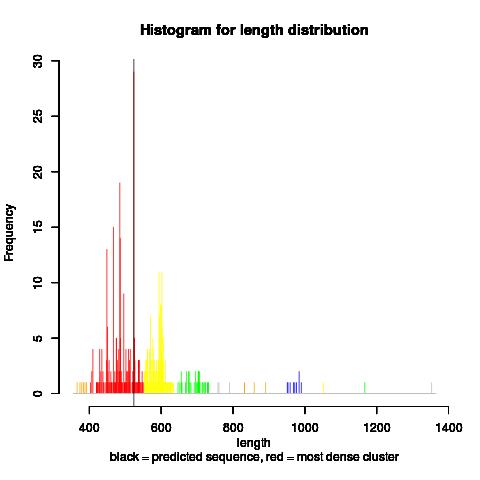 Histogram for length distribution
Frequency
30
25
20
15
10
5
0
400 600 800 1000 1200 1400
length
black = predicted sequence, red = most dense cluster